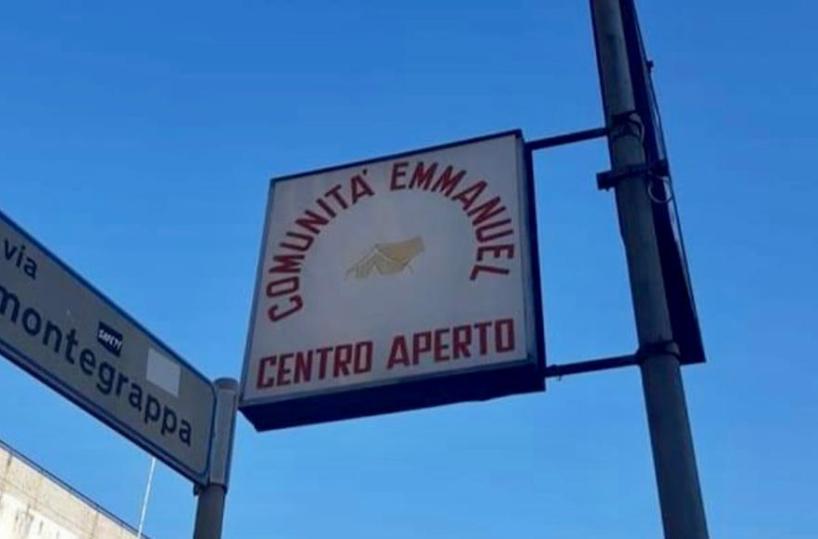 COMUNITÀ EMMANUEL
CENTRO APERTO
via
montegrappa